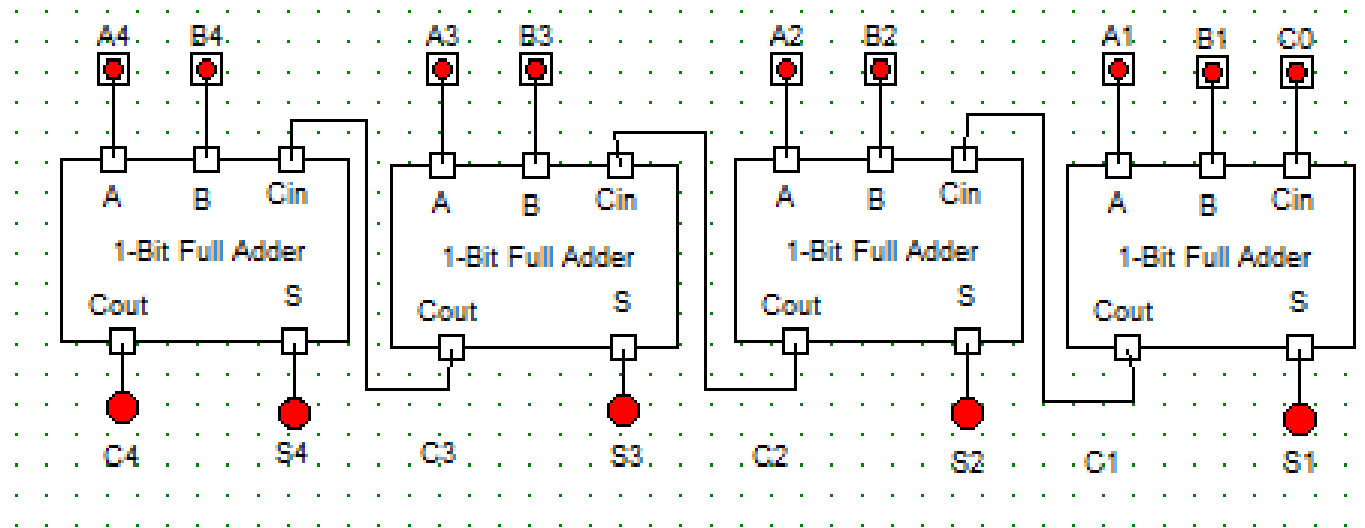 A4 B4 A3 B3 A2 B2 A1 B1 C0
A B Cin A B Cin A B Cin A B Cin
1-Bit Full Adder 1-Bit Full Adder 1-Bit Full Adder 1-Bit Full Adder
Cout S Cout S Cout S Cout S
C4 S4 C3 S3 C2 S2 C1 S1